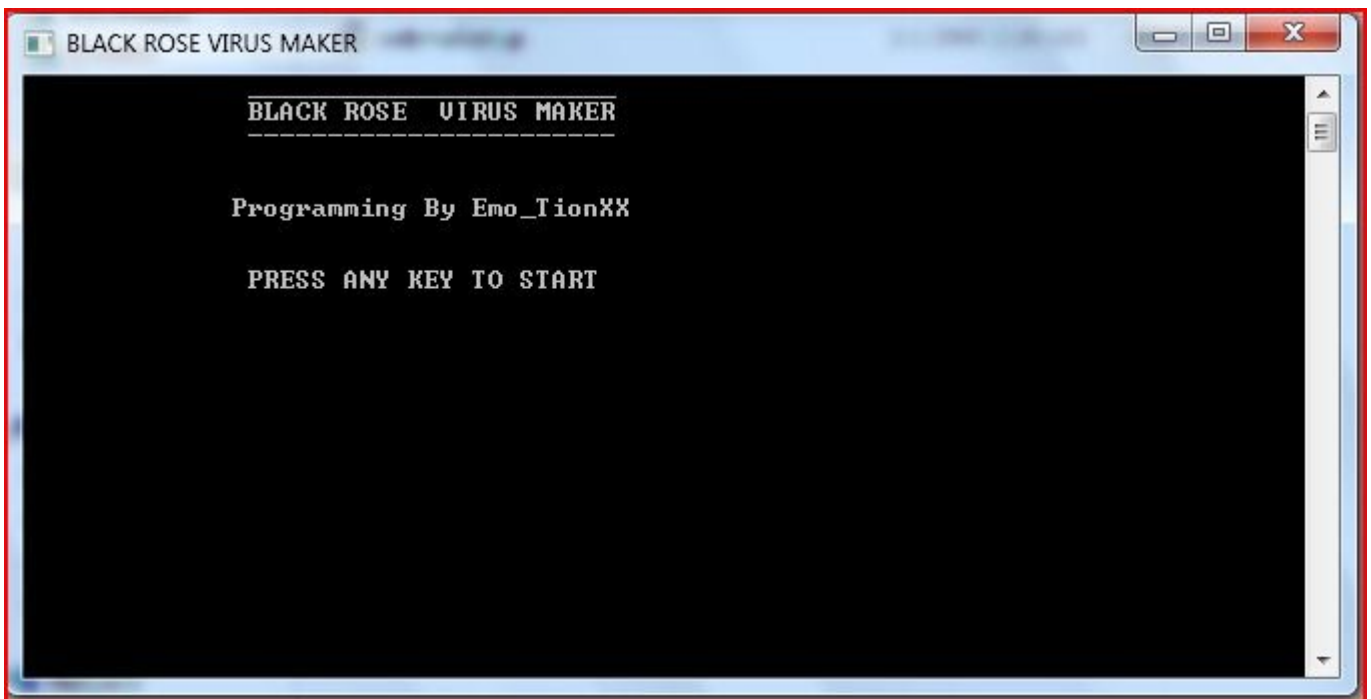 BLACK ROSE VIRUS MAKER
BLACK ROSE  VIRUS MAKER
Programming By Emo_TionXX
PRESS ANY KEY TO START